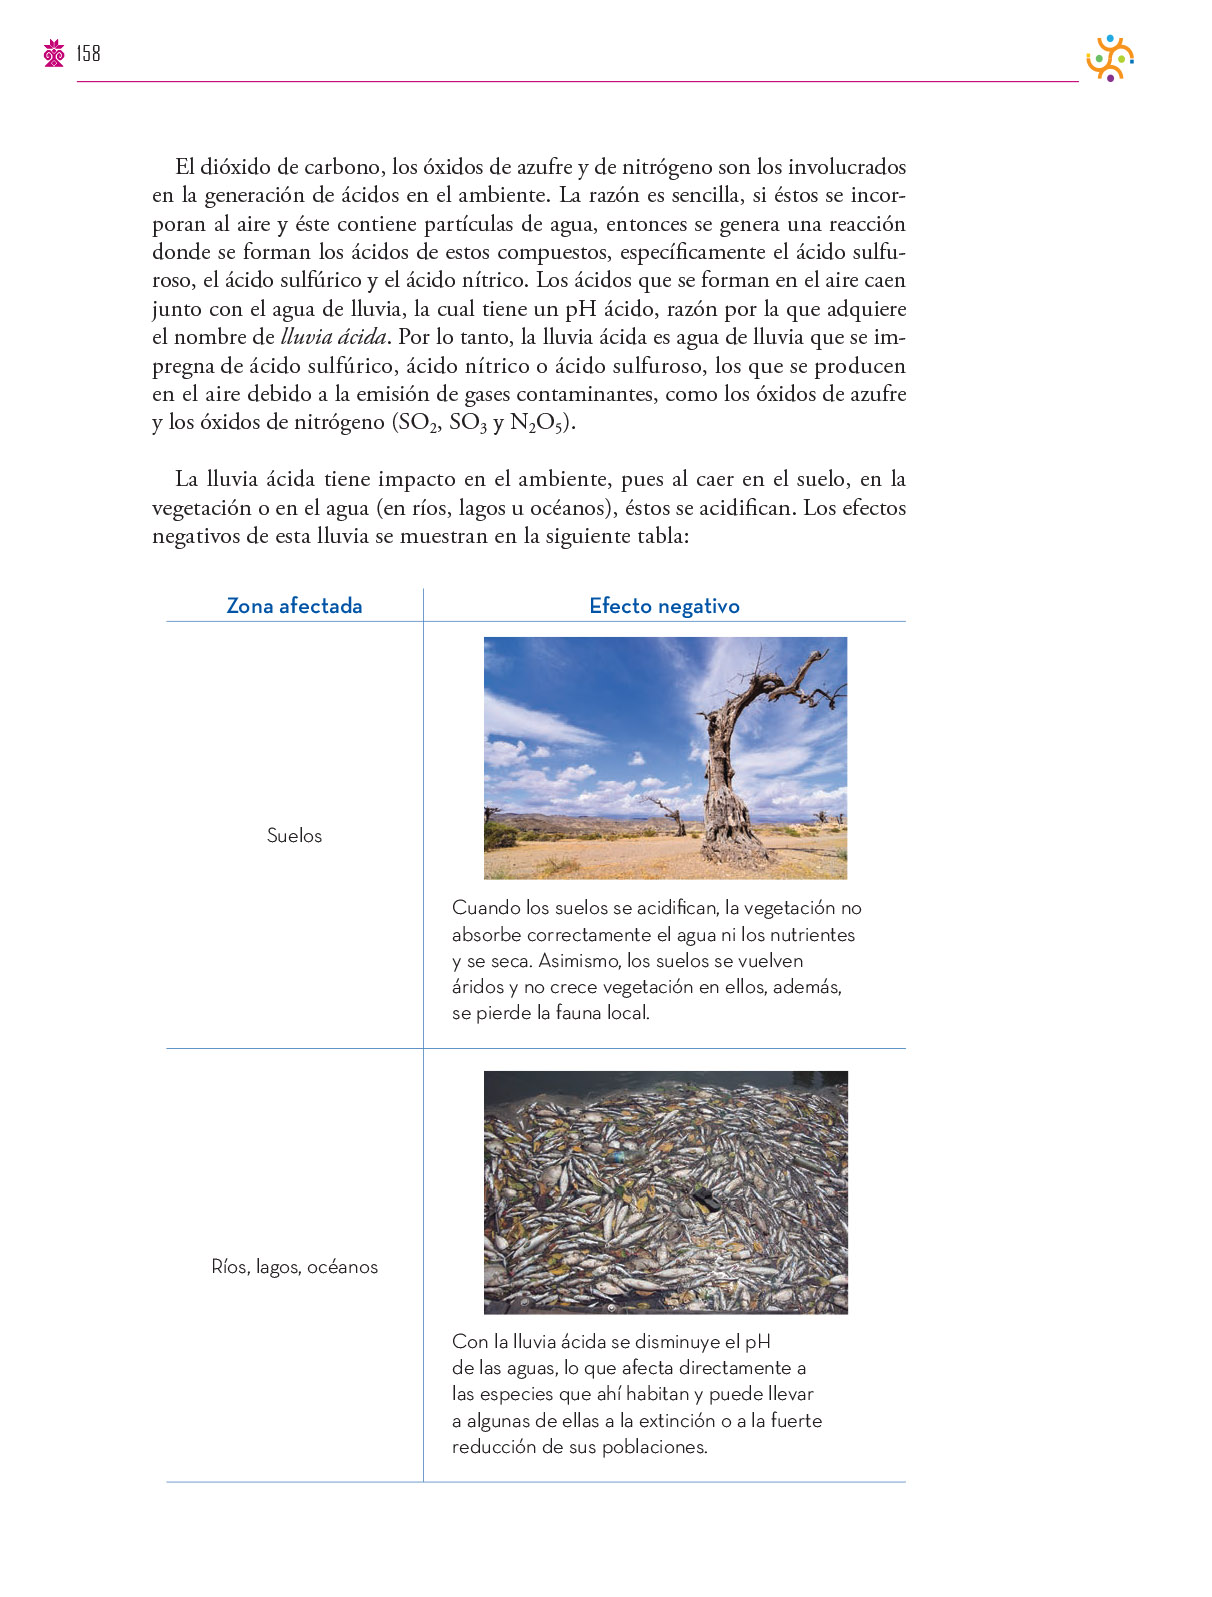 158
El dióxido de carbono, los óxidos de azufre y de nitrógeno son los involucrados
en la generación de ácidos en el ambiente. La razón es sencilla, si éstos se incor-
poran al aire y éste contiene partículas de agua, entonces se genera una reacción
donde se forman los ácidos de estos compuestos, específicamente el ácido sulfu-
roso, el ácido sulfúrico y el ácido nítrico. Los ácidos que se forman en el aire caen
junto con el agua de lluvia, la cual tiene un pH ácido, razón por la que adquiere
el nombre de lluvia ácida. Por lo tanto, la lluvia ácida es agua de lluvia que se im-
pregna de ácido sulfúrico, ácido nítrico o ácido sulfuroso, los que se producen
en el aire debido a la emisión de gases contaminantes, como los óxidos de azufre
y los óxidos de nitrógeno (SO₂, SO₃ y N₂O₅).
La lluvia ácida tiene impacto en el ambiente, pues al caer en el suelo, en la
vegetación o en el agua (en ríos, lagos u océanos), éstos se acidifican. Los efectos
negativos de esta lluvia se muestran en la siguiente tabla:
Zona afectada
Efecto negativo
Suelos
Cuando los suelos se acidifican, la vegetación no
absorbe correctamente el agua ni los nutrientes
y se seca. Asimismo, los suelos se vuelven
áridos y no crece vegetación en ellos, además,
se pierde la fauna local.
Ríos, lagos, océanos
Con la lluvia ácida se disminuye el pH
de las aguas, lo que afecta directamente a
las especies que ahí habitan y puede llevar
a algunas de ellas a la extinción o a la fuerte
reducción de sus poblaciones.